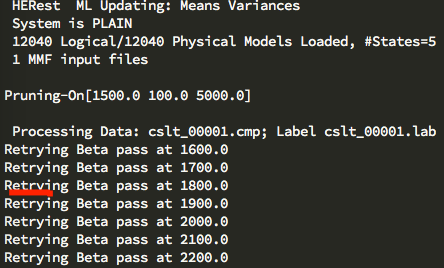 HERest  ML Updating: Means Variances
System is PLAIN
12040 Logical/12040 Physical Models Loaded, #States=5
1 MMF input files
Pruning-On[1500.0 100.0 5000.0]
Processing Data: cslt_00001.cmp; Label cslt_00001.lab
Retrying Beta pass at 1600.0
Retrying Beta pass at 1700.0
Retrying Beta pass at 1800.0
Retrying Beta pass at 1900.0
Retrying Beta pass at 2000.0
Retrying Beta pass at 2100.0
Retrying Beta pass at 2200.0